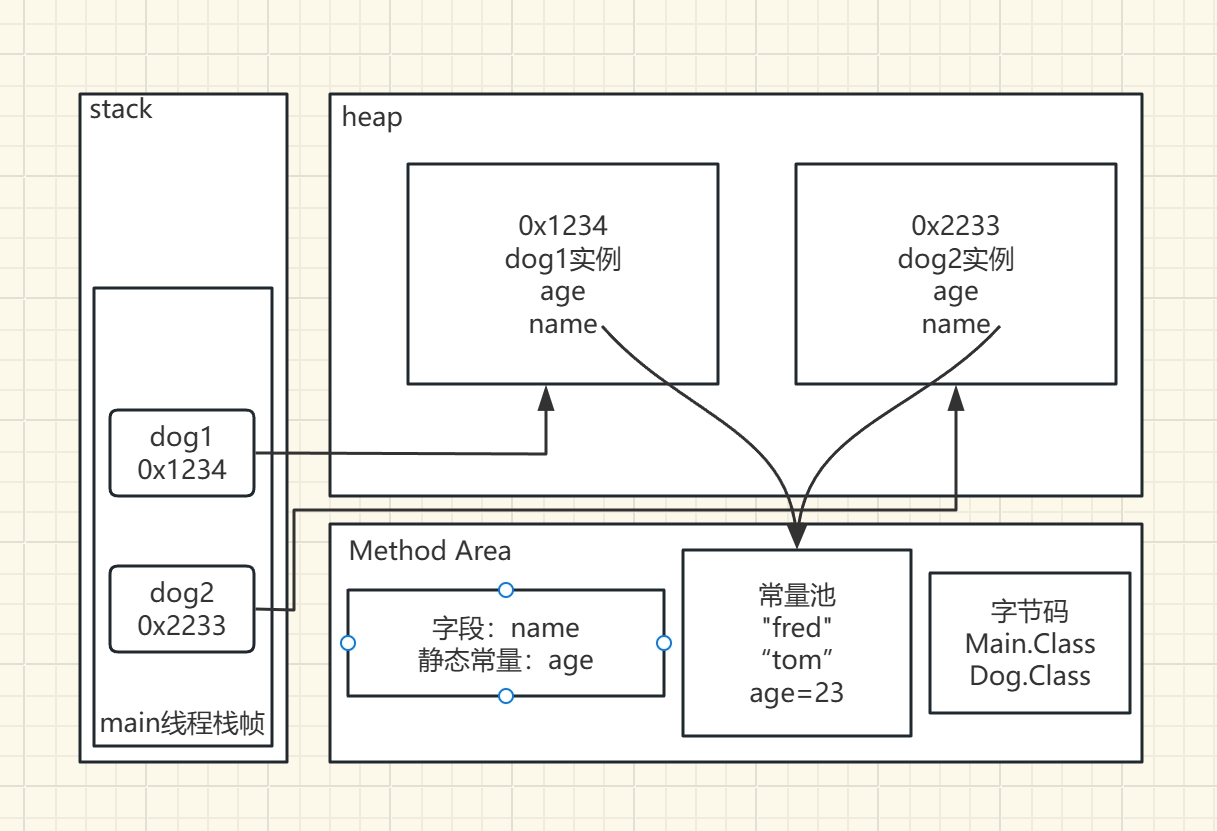 stack
heap
0x1234
dog1实例
age
name
0x2233
dog2实例
age
name
dog1
0x1234
dog2
0x2233
main线程栈帧
Method Area
字段：name
静态常量：age
常量池
"fred"
“tom”
age=23
字节码
Main.Class
Dog.Class